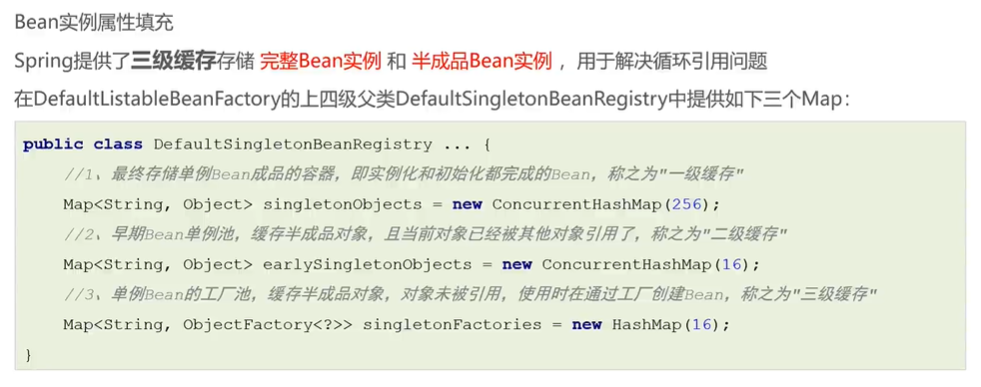 Bean实例属性填充
Spring提供了三级缓存存储 完整Bean实例 和 半成品Bean实例 ，用于解决循环引用问题
在DefaultListableBeanFactory的上四级父类DefaultSingletonBeanRegistry中提供如下三个Map：
public class DefaultSingletonBeanRegistry ... {
//1、最终存储单例Bean成品的容器，即实例化和初始化都完成的Bean，称之为"一级缓存"
Map<String, Object> singletonObjects = new ConcurrentHashMap(256);
//2、早期Bean单例池，缓存半成品对象，且当前对象已经被其他对象引用了，称之为"二级缓存"
Map<String, Object> earlySingletonObjects = new ConcurrentHashMap(16);
//3、单例Bean的工厂池，缓存半成品对象，对象未被引用，使用时在通过工厂创建Bean，称之为"三级缓存"
Map<String, ObjectFactory<?>> singletonFactories = new HashMap(16);
}